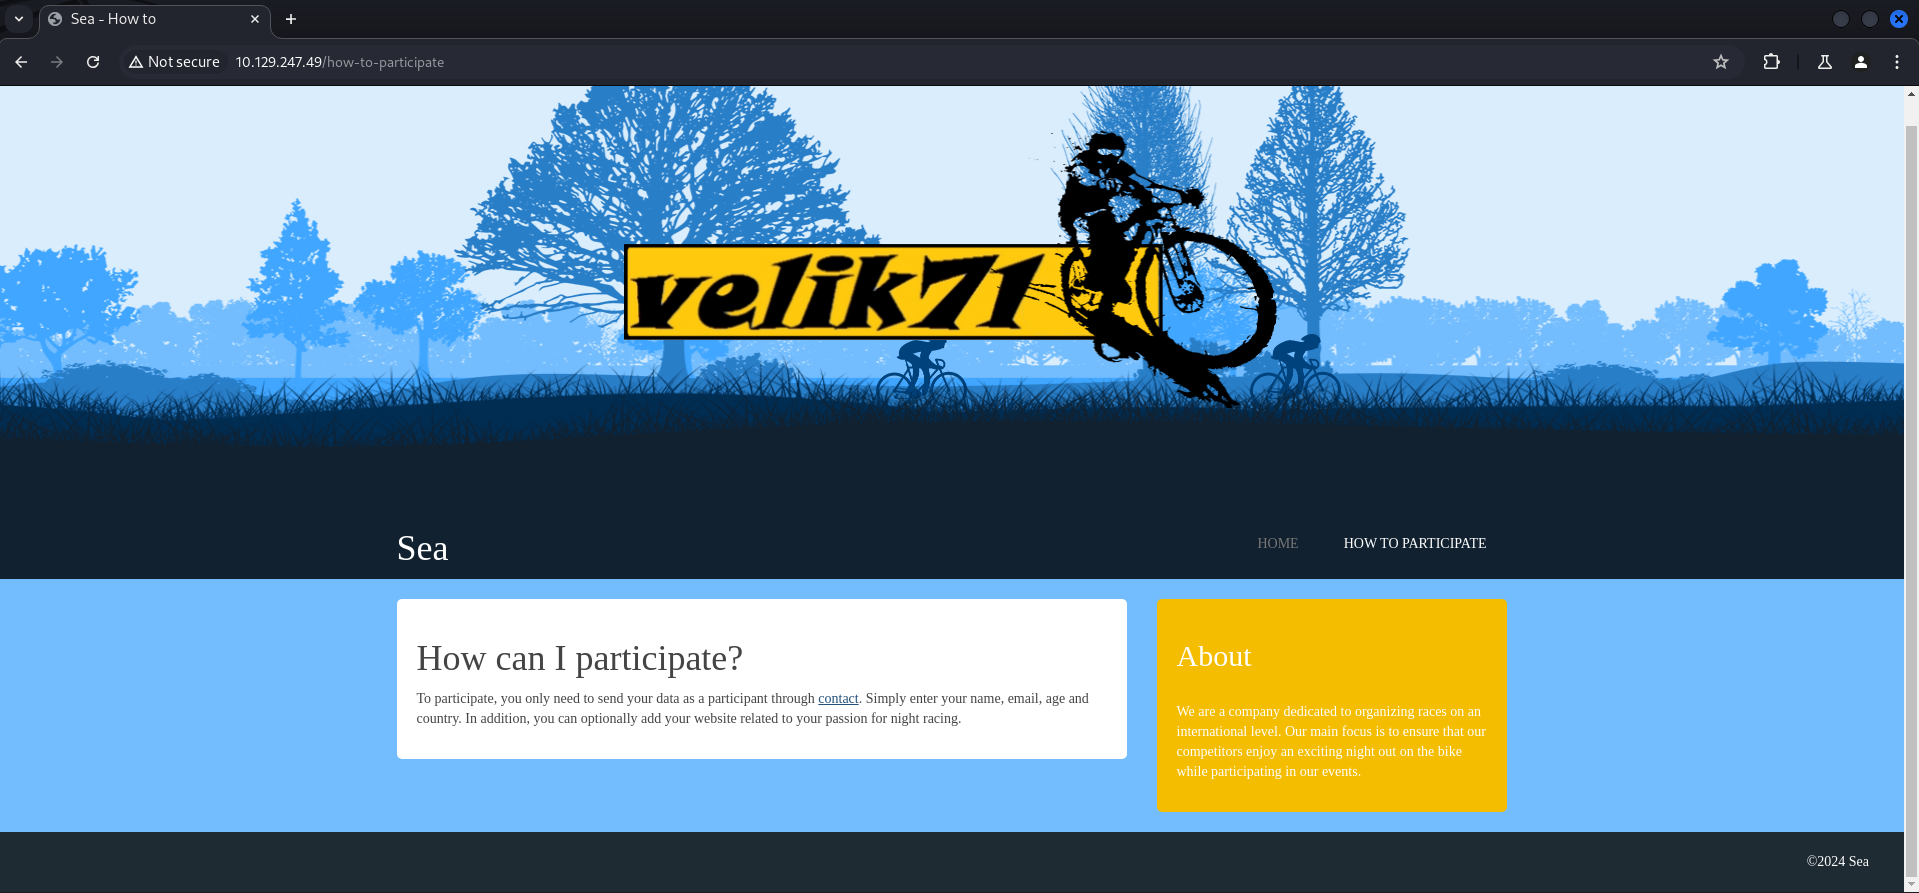 Sea - How to
Not secure
10.129.247.49/how-to-participate
velik71
Sea
HOME
HOW TO PARTICIPATE
How can I participate?
To participate, you only need to send your data as a participant through contact. Simply enter your name, email, age and
country. In addition, you can optionally add your website related to your passion for night racing.
About
We are a company dedicated to organizing races on an
international level. Our main focus is to ensure that our
competitors enjoy an exciting night out on the bike
while participating in our events.
©2024 Sea